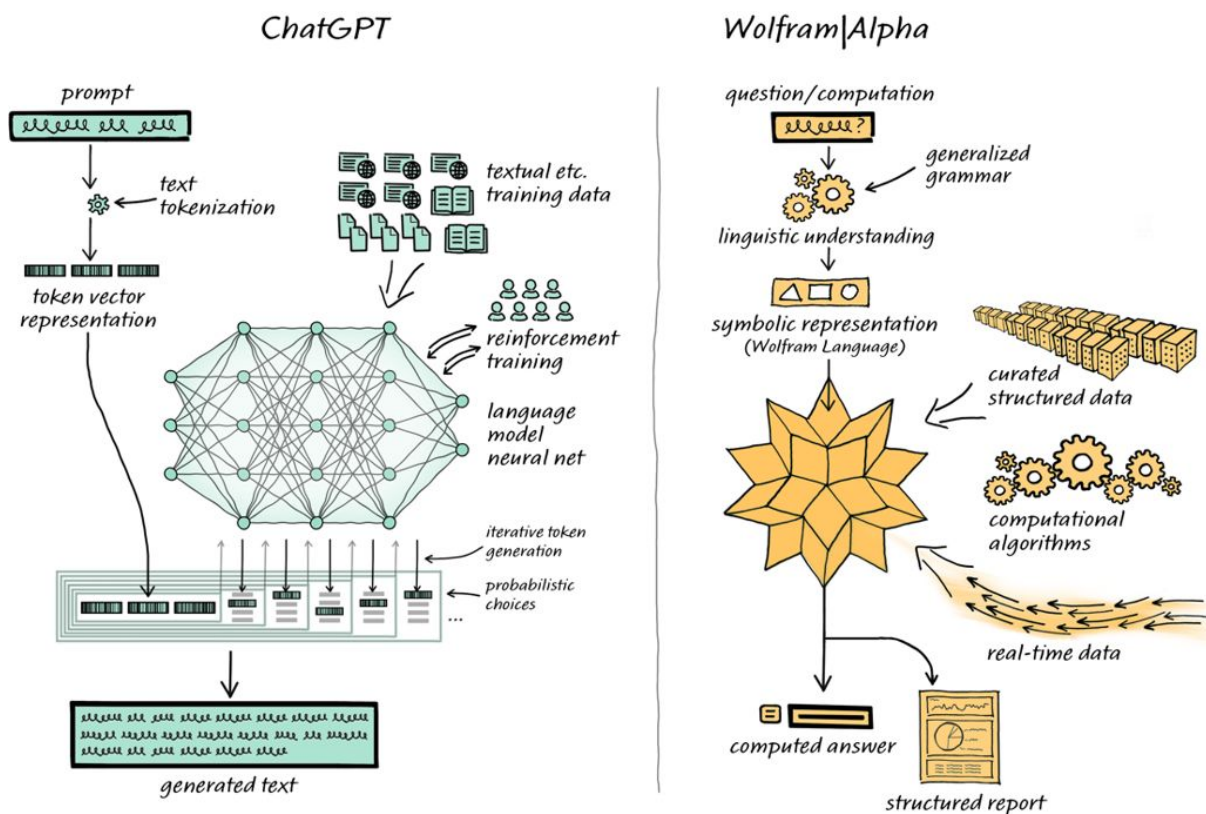 ChatGPT
prompt
text
tokenization
token vector
representation
textual etc.
training data
reinforcement
training
language
model
neural net
iterative token
generation
probabilistic
choices
...
generated text
Wolfram|Alpha
question/computation
?
generalized
grammar
linguistic understanding
symbolic representation
(Wolfram Language)
curated
structured data
computational
algorithms
real-time data
computed answer
structured report